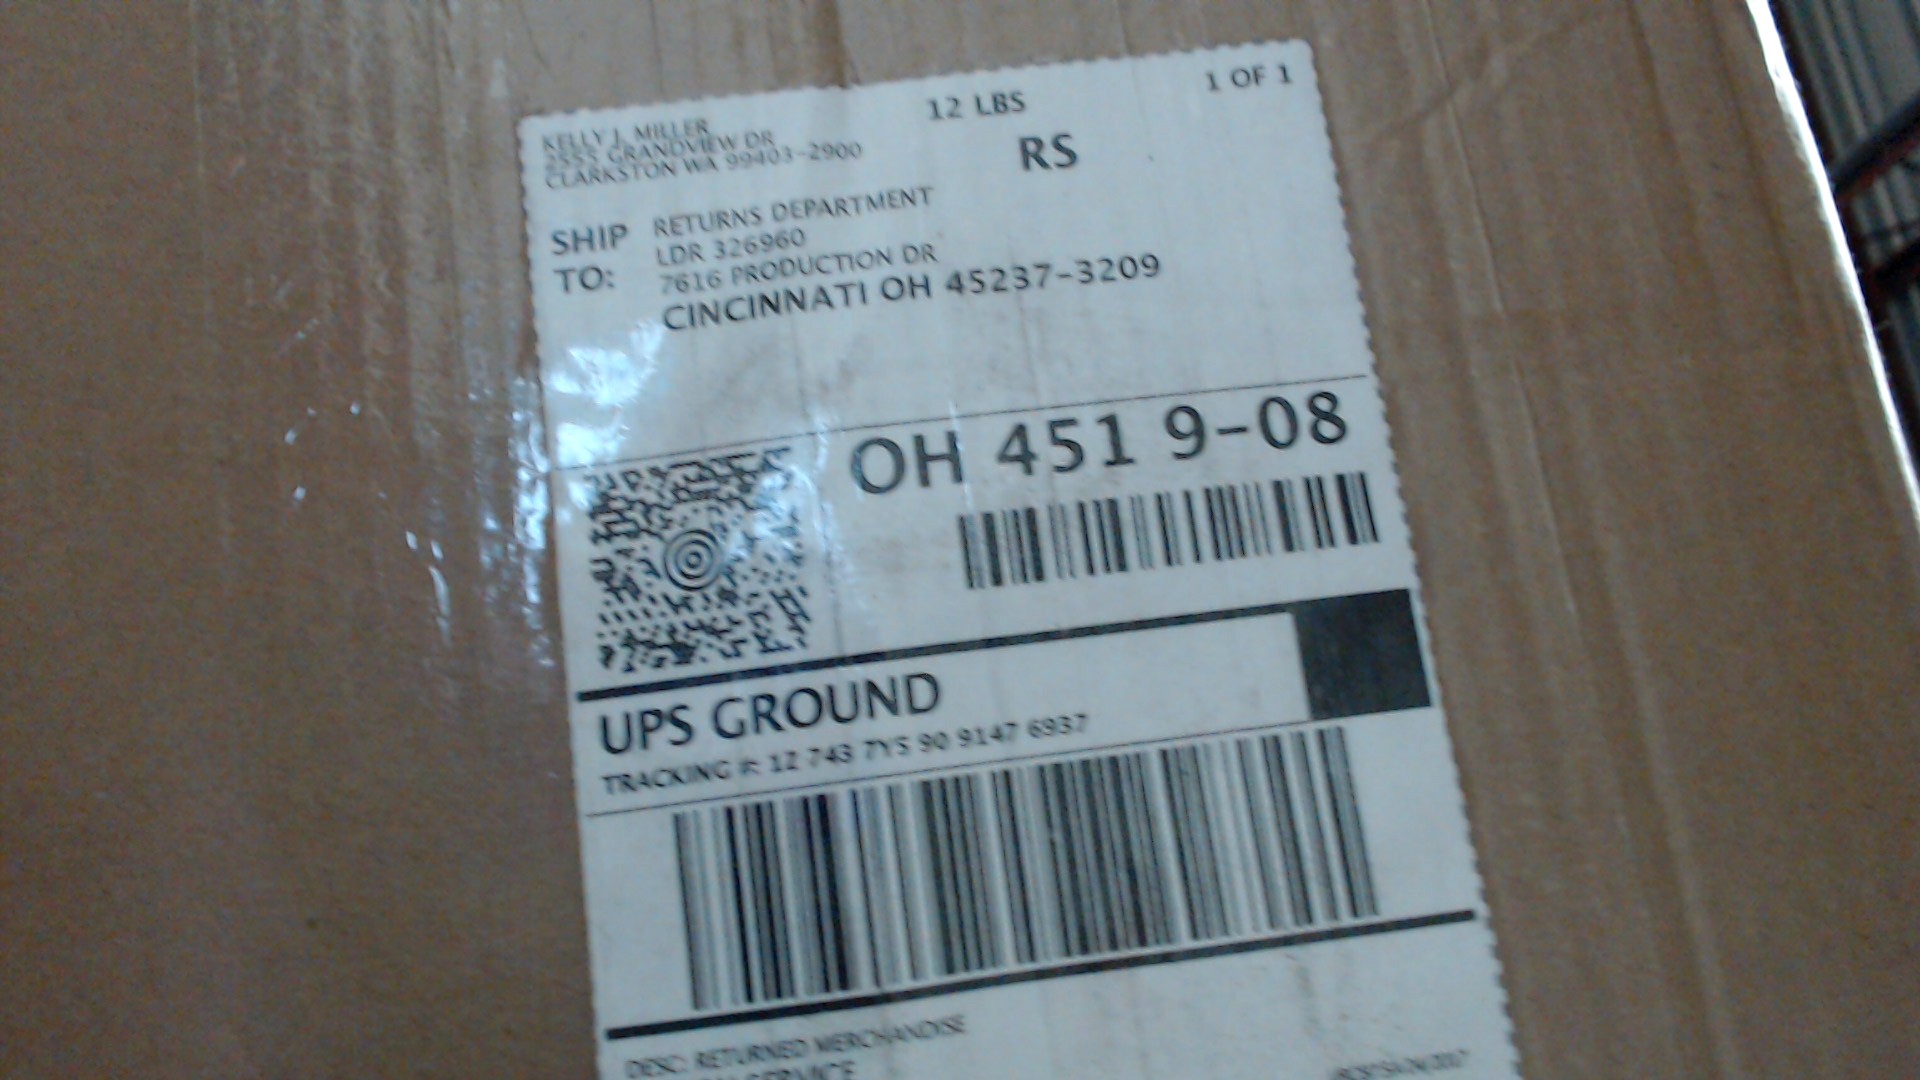 KELLY J. MILLER
2555 GRANDVIEW DR
CLARKSTON WA 99403-2900
12 LBS
1 OF 1
RS
SHIP TO:
RETURNS DEPARTMENT
LDR 326960
7616 PRODUCTION DR
CINCINNATI OH 45237-3209
OH 451 9-08
UPS GROUND
TRACKING #: 1Z 743 7Y5 90 9147 6937
DESC: RETURNED MERCHANDISE
SERVICE